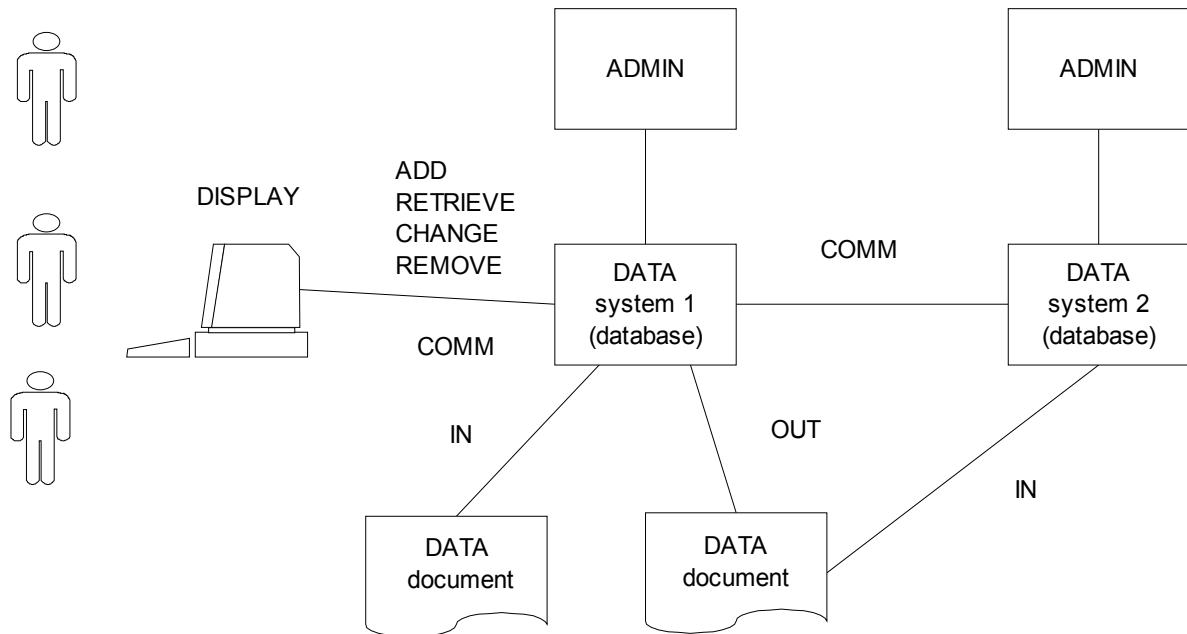 ADMIN
ADMIN
DISPLAY
ADD
RETRIEVE
CHANGE
REMOVE
COMM
DATA
system 1
(database)
COMM
DATA
system 2
(database)
IN
OUT
IN
DATA
document
DATA
document